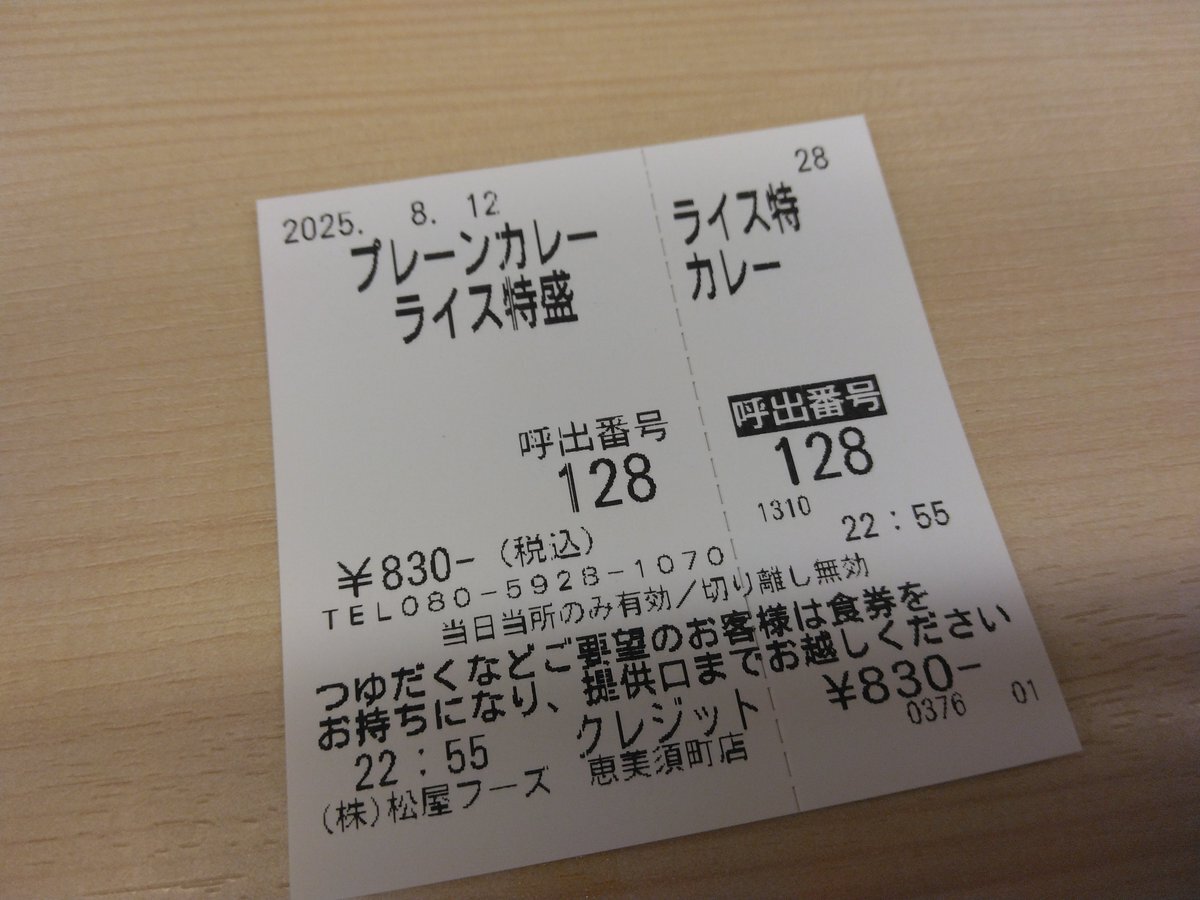 2025. 8. 12
プレーンカレー
ライス特盛
呼出番号
128
¥830-（税込）
TEL080-5928-1070
当日当所のみ有効／切り離し無効
つゆだくなどご要望のお客様は食券を
お持ちになり、提供口までお越しください
22：55 クレジット
(株)松屋フーズ 恵美須町店
28
ライス特
カレー
呼出番号
128
1310
22：55
¥830-
0376 01